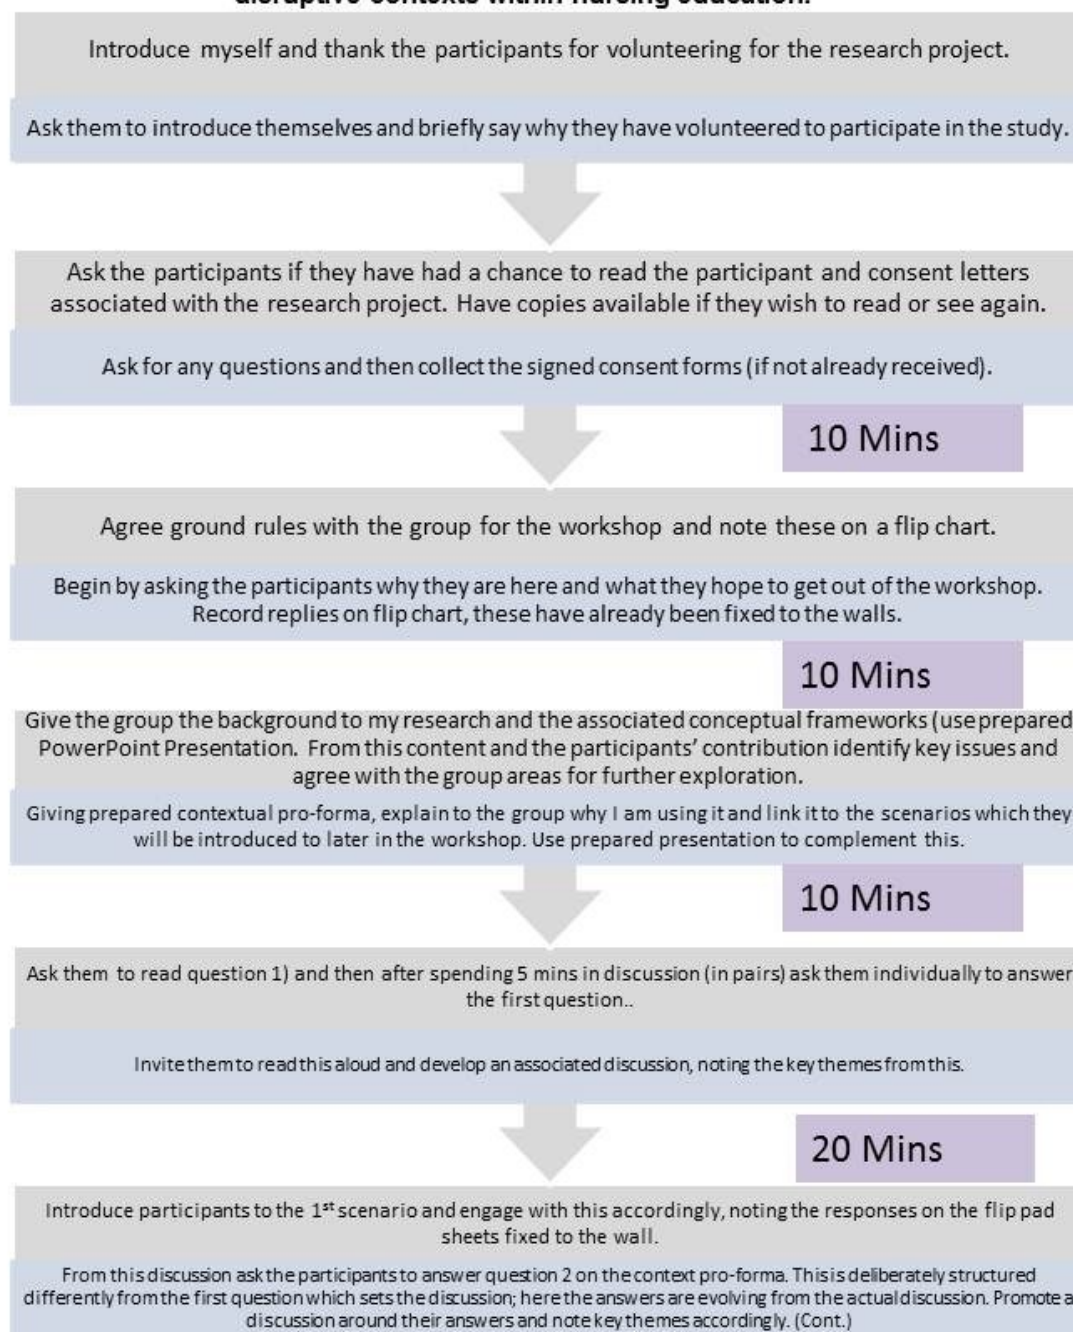 disruptive contexts within nursing education.
Introduce myself and thank the participants for volunteering for the research project.
Ask them to introduce themselves and briefly say why they have volunteered to participate in the study.
Ask the participants if they have had a chance to read the participant and consent letters
associated with the research project. Have copies available if they wish to read or see again.
Ask for any questions and then collect the signed consent forms (if not already received).
10 Mins
Agree ground rules with the group for the workshop and note these on a flip chart.
Begin by asking the participants why they are here and what they hope to get out of the workshop.
Record replies on flip chart, these have already been fixed to the walls.
10 Mins
Give the group the background to my research and the associated conceptual frameworks (use prepared
PowerPoint Presentation. From this content and the participants’ contribution identify key issues and
agree with the group areas for further exploration.
Giving prepared contextual pro-forma, explain to the group why I am using it and link it to the scenarios which they
will be introduced to later in the workshop. Use prepared presentation to complement this.
10 Mins
Ask them to read question 1) and then after spending 5 mins in discussion (in pairs) ask them individually to answer
the first question..
Invite them to read this aloud and develop an associated discussion, noting the key themes from this.
20 Mins
Introduce participants to the 1st scenario and engage with this accordingly, noting the responses on the flip pad
sheets fixed to the wall.
From this discussion ask the participants to answer question 2 on the context pro-forma. This is deliberately structured
differently from the first question which sets the discussion; here the answers are evolving from the actual discussion. Promote a
discussion around their answers and note key themes accordingly. (Cont.)